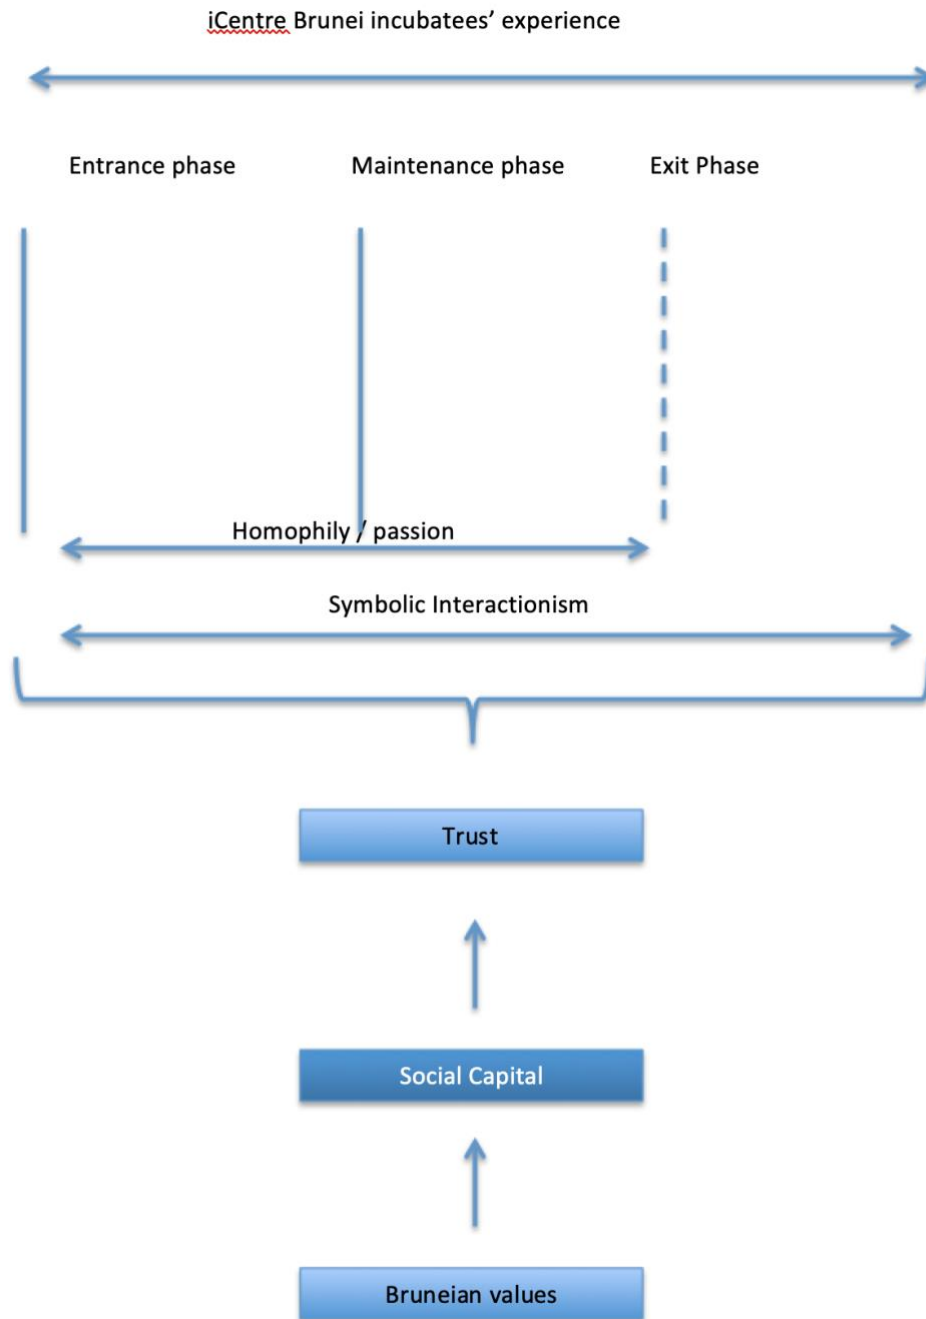 iCentre Brunei incubatees’ experience
Entrance phase
Maintenance phase
Exit Phase
Homophily / passion
Symbolic Interactionism
Trust
Social Capital
Bruneian values